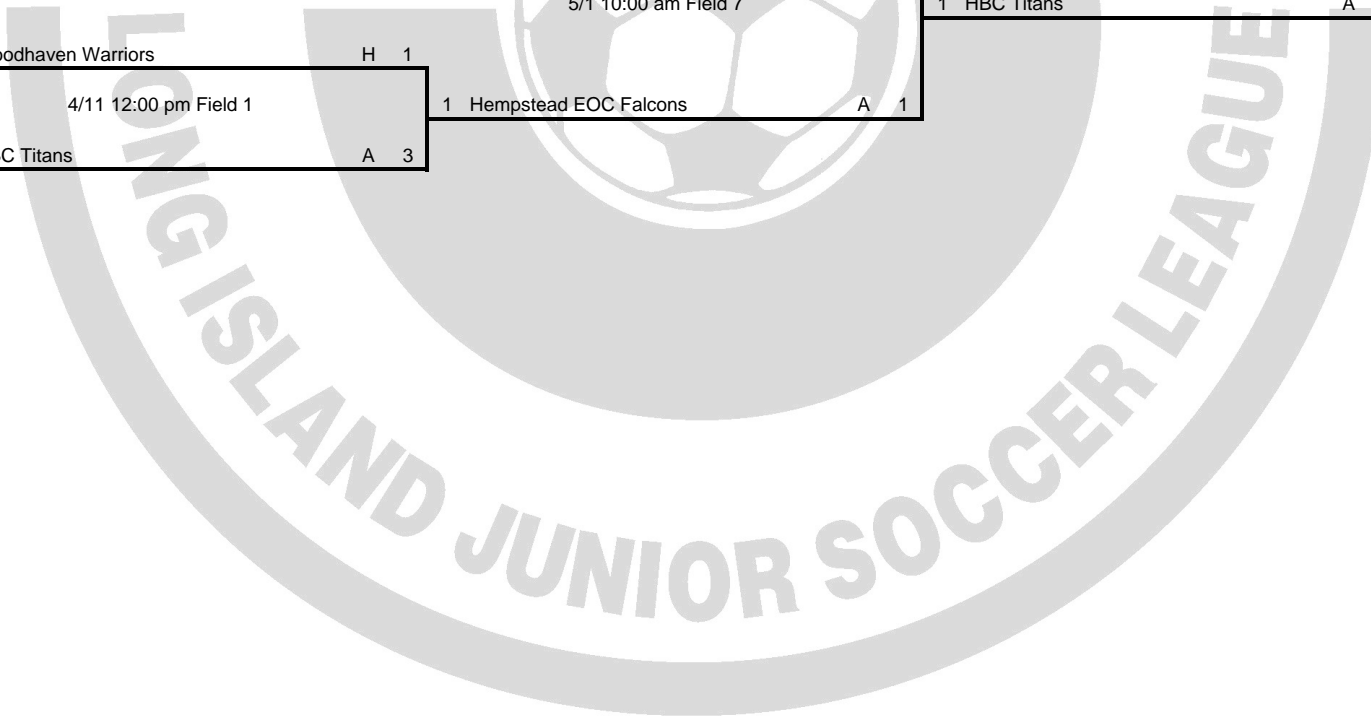 5/1 10:00 am Field 7
1 HBC Titans A
oodhaven Warriors H 1
4/11 12:00 pm Field 1
1 Hempstead EOC Falcons A 1
C Titans A 3
LONG ISLAND JUNIOR SOCCER LEAGUE